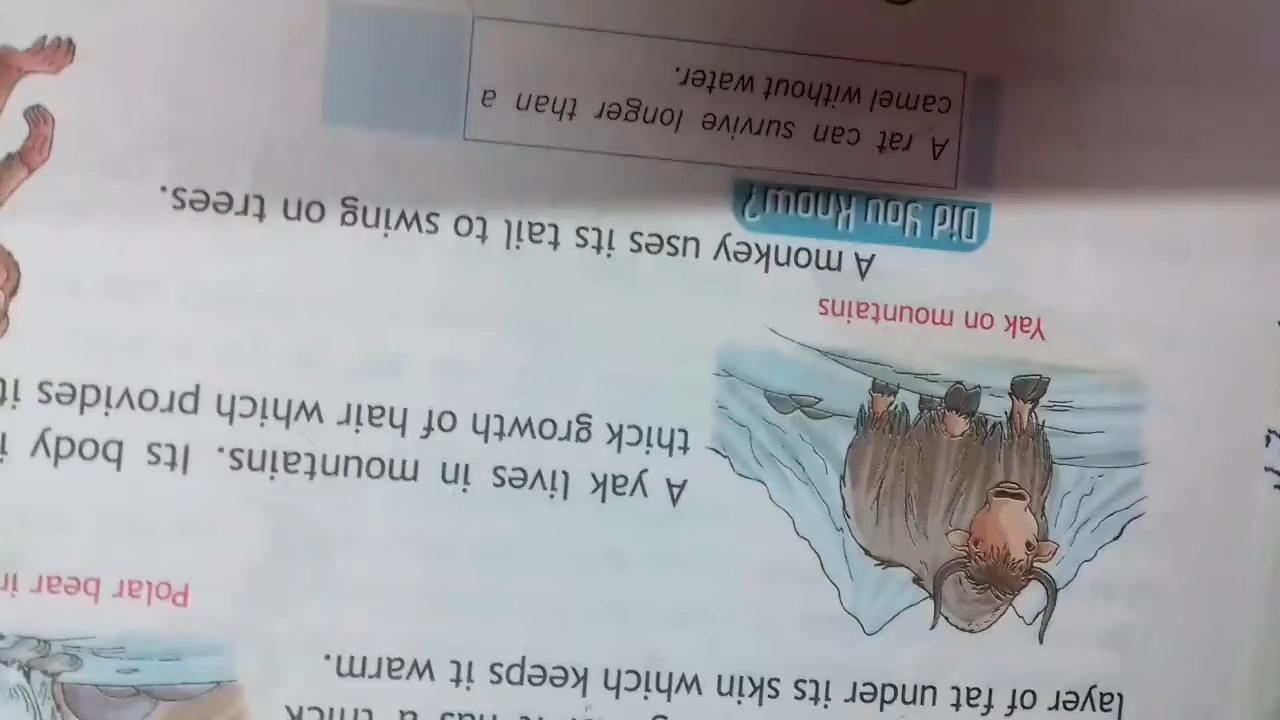 layer of fat under its skin which keeps it warm.
Polar bear
A yak lives in mountains. Its body
thick growth of hair which provides
Yak on mountains
A monkey uses its tail to swing on trees.
Did You Know?
A rat can survive longer than a
camel without water.